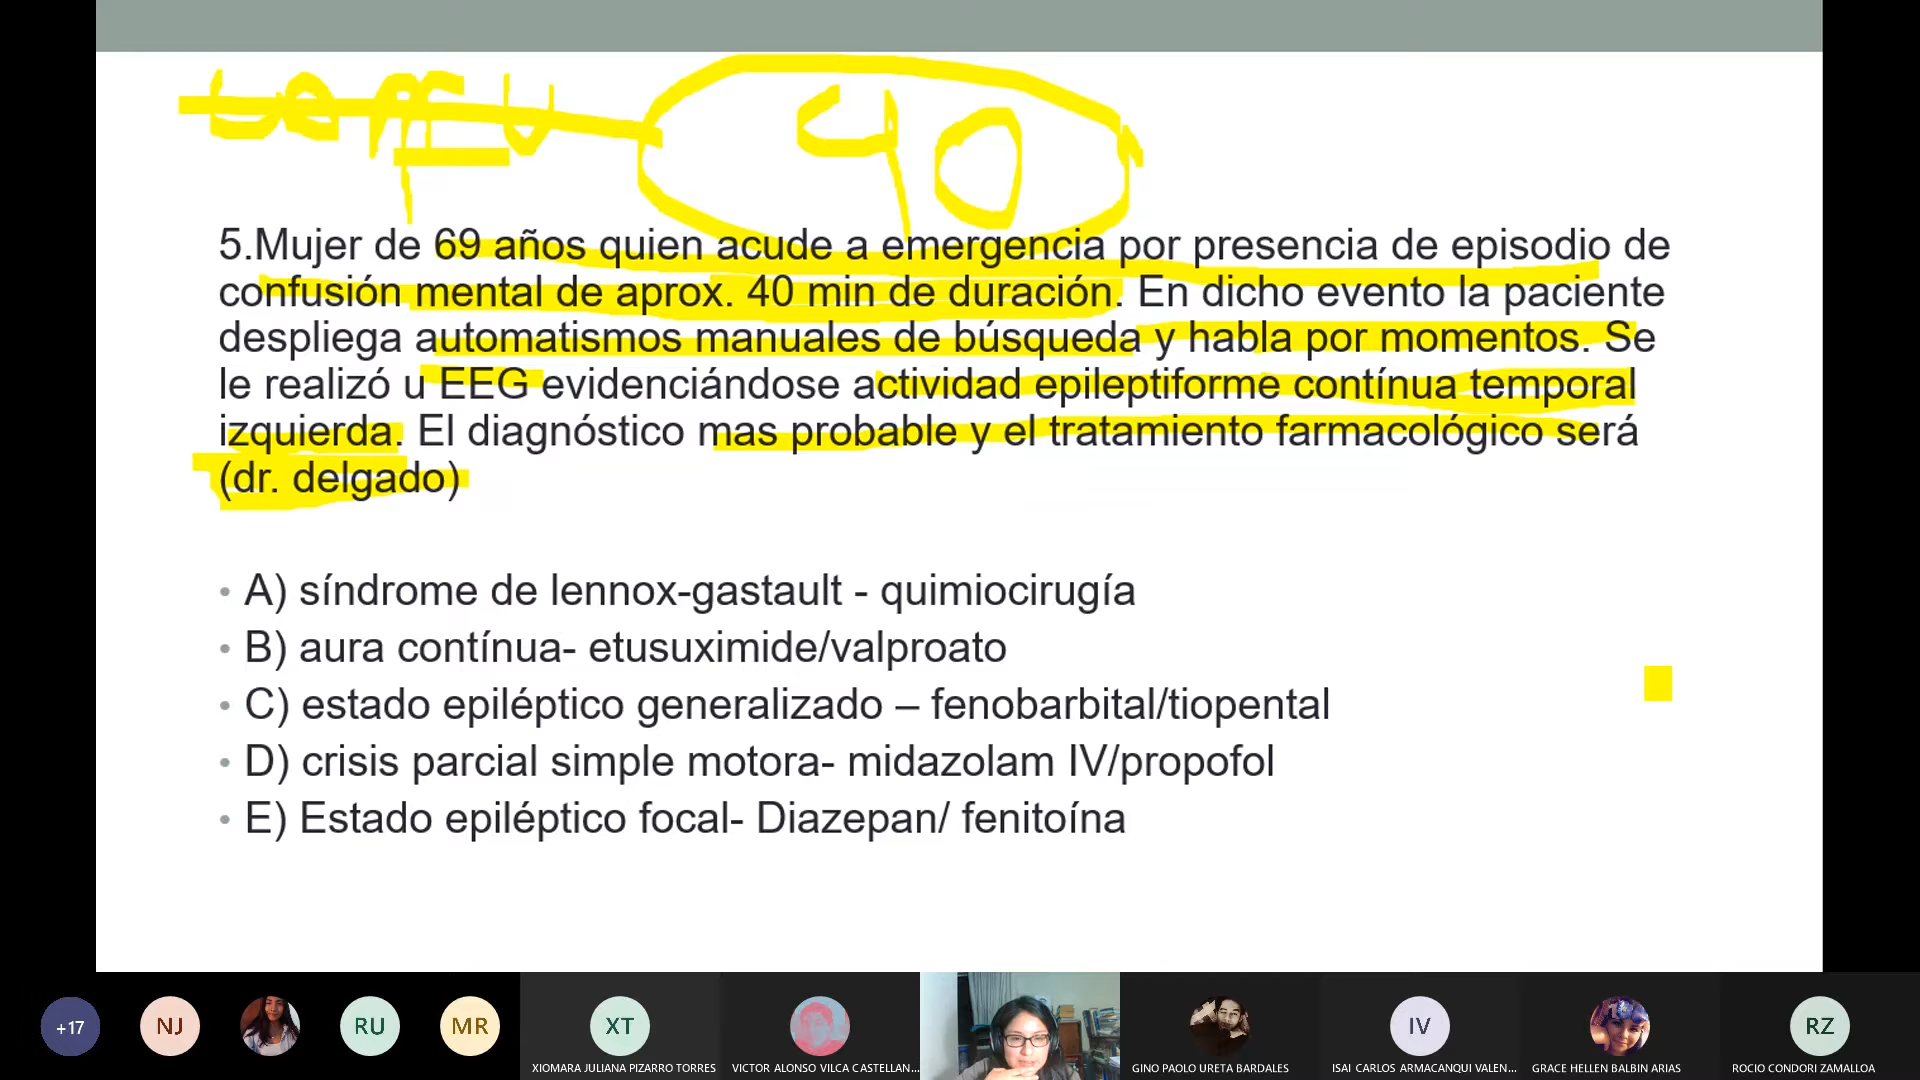 40
5.Mujer de 69 años quien acude a emergencia por presencia de episodio de
confusión mental de aprox. 40 min de duración. En dicho evento la paciente
despliega automatismos manuales de búsqueda y habla por momentos. Se
le realizó u EEG evidenciándose actividad epileptiforme contínua temporal
izquierda. El diagnóstico mas probable y el tratamiento farmacológico será
(dr. delgado)
• A) síndrome de lennox-gastault - quimiocirugía
• B) aura contínua- etusuximide/valproato
• C) estado epiléptico generalizado – fenobarbital/tiopental
• D) crisis parcial simple motora- midazolam IV/propofol
• E) Estado epiléptico focal- Diazepan/ fenitoína
+17 NJ RU MR XT IV RZ
XIOMARA JULIANA PIZARRO TORRES VICTOR ALONSO VILCA CASTELLAN... GINO PAOLO URETA BARDALES ISAI CARLOS ARMACANQUI VALEN... GRACE HELLEN BALBIN ARIAS ROCIO CONDORI ZAMALLOA